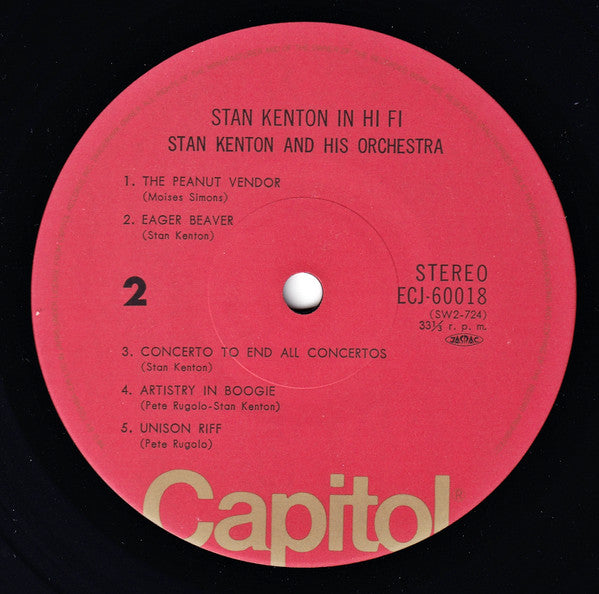 STAN KENTON IN HI FI
STAN KENTON AND HIS ORCHESTRA
1. THE PEANUT VENDOR
(Moises Simons)
2. EAGER BEAVER
(Stan Kenton)
2
STEREO
ECJ-60018
(SW2-724)
33⅓ r. p. m.
JASRAC
3. CONCERTO TO END ALL CONCERTOS
(Stan Kenton)
4. ARTISTRY IN BOOGIE
(Pete Rugolo-Stan Kenton)
5. UNISON RIFF
(Pete Rugolo)
Capitol®